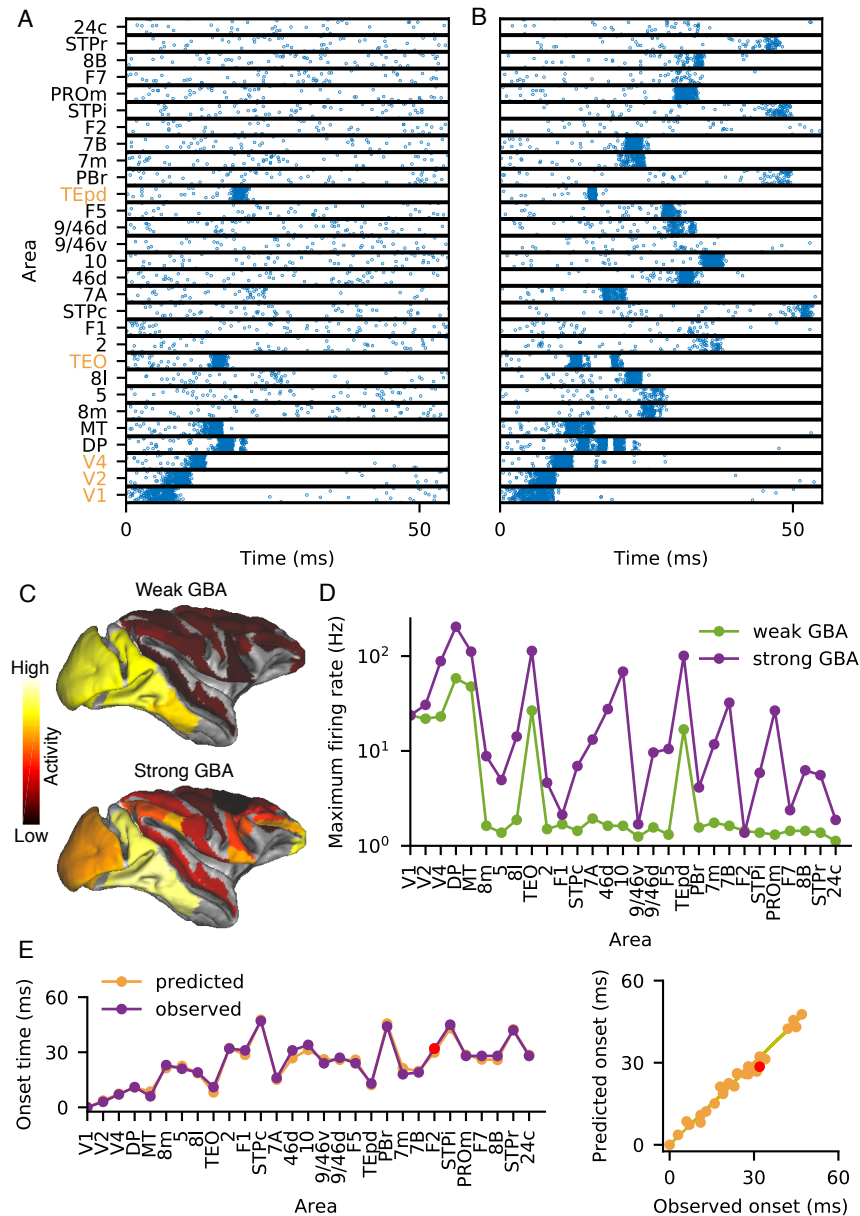 A
24c
STPr
8B
F7
PROm
STPi
F2
7B
7m
PBr
TEpd
F5
9/46d
9/46v
10
46d
7A
STPc
F1
2
TEO
8l
5
8m
MT
DP
V4
V2
V1
Area
0 50
Time (ms)
B
0 50
Time (ms)
C
Weak GBA
High
Activity
Low
Strong GBA
D
Maximum firing rate (Hz)
10²
10¹
10⁰
weak GBA
strong GBA
V1 V2 V4 DP MT 8m 5 8l TEO 2 F1 STPc 7A 46d 10 9/46v 9/46d F5 TEpd PBr 7m 7B F2 STPi PROm F7 8B STPr 24c
Area
E
Onset time (ms)
60
30
0
predicted
observed
V1 V2 V4 DP MT 8m 5 8l TEO 2 F1 STPc 7A 46d 10 9/46v 9/46d F5 TEpd PBr 7m 7B F2 STPi PROm F7 8B STPr 24c
Area
Predicted onset (ms)
60
30
0
0 30 60
Observed onset (ms)